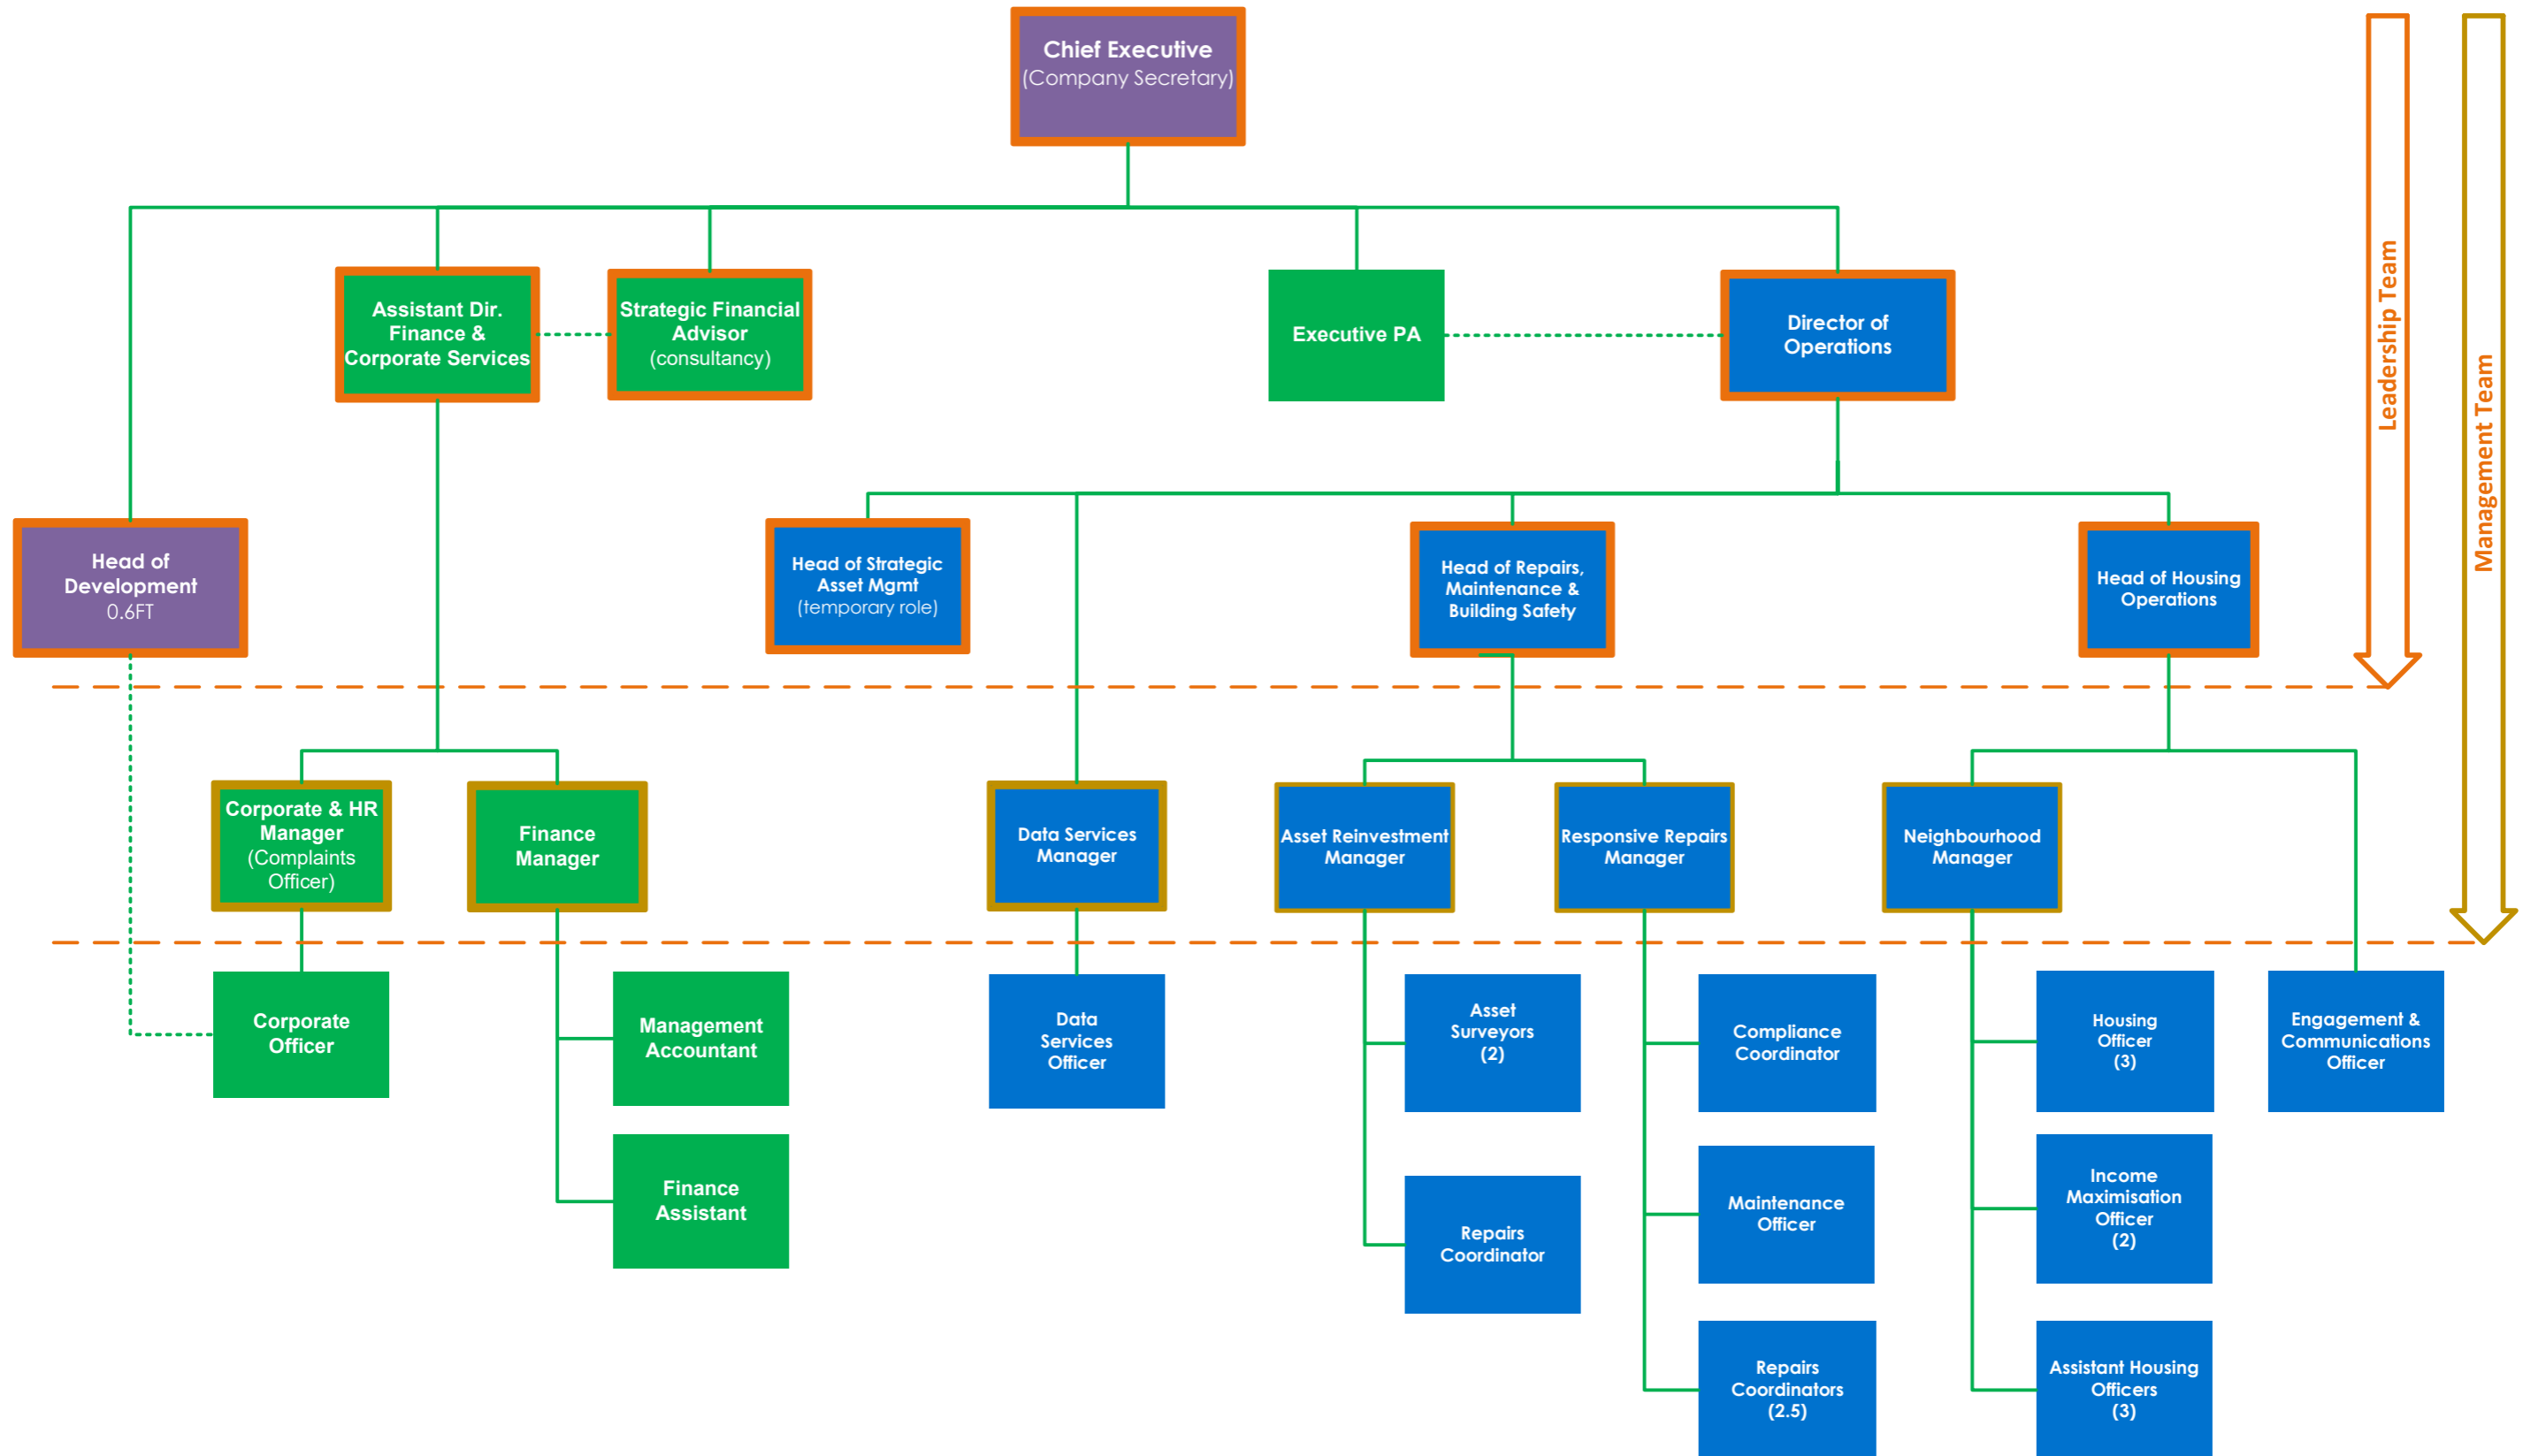 Chief Executive
(Company Secretary)
Assistant Dir.
Finance &
Corporate Services
Strategic Financial
Advisor
(consultancy)
Executive PA
Director of
Operations
Leadership Team
Management Team
Head of
Development
0.6FT
Head of Strategic
Asset Mgmt
(temporary role)
Head of Repairs,
Maintenance &
Building Safety
Head of Housing
Operations
Corporate & HR
Manager
(Complaints
Officer)
Finance
Manager
Data Services
Manager
Asset Reinvestment
Manager
Responsive Repairs
Manager
Neighbourhood
Manager
Corporate
Officer
Management
Accountant
Data
Services
Officer
Asset
Surveyors
(2)
Compliance
Coordinator
Housing
Officer
(3)
Engagement &
Communications
Officer
Finance
Assistant
Repairs
Coordinator
Maintenance
Officer
Income
Maximisation
Officer
(2)
Repairs
Coordinators
(2.5)
Assistant Housing
Officers
(3)